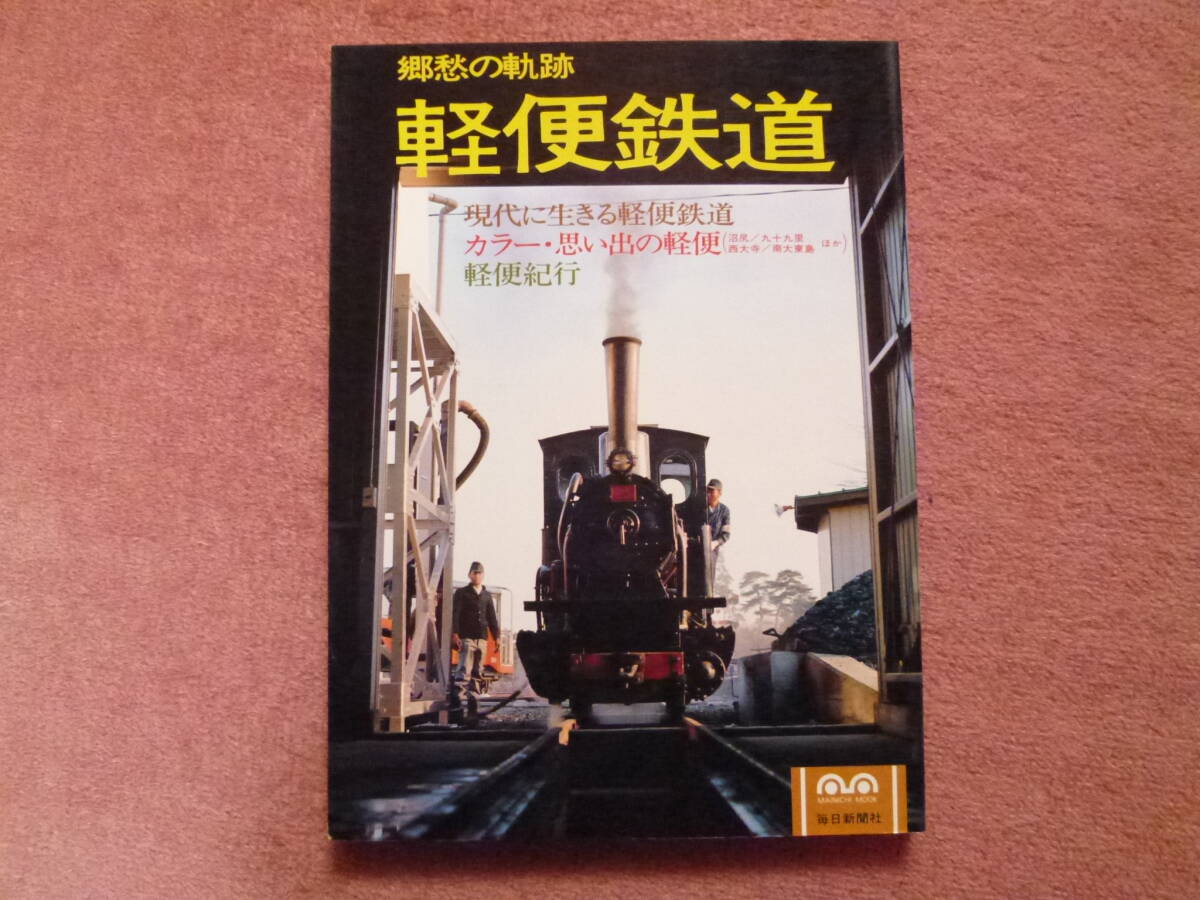 郷愁の軌跡
軽便鉄道
現代に生きる軽便鉄道
カラー・思い出の軽便(沼尻/九十九里
西大寺/南大東島 ほか)
軽便紀行
MAINICHI MOOK
毎日新聞社